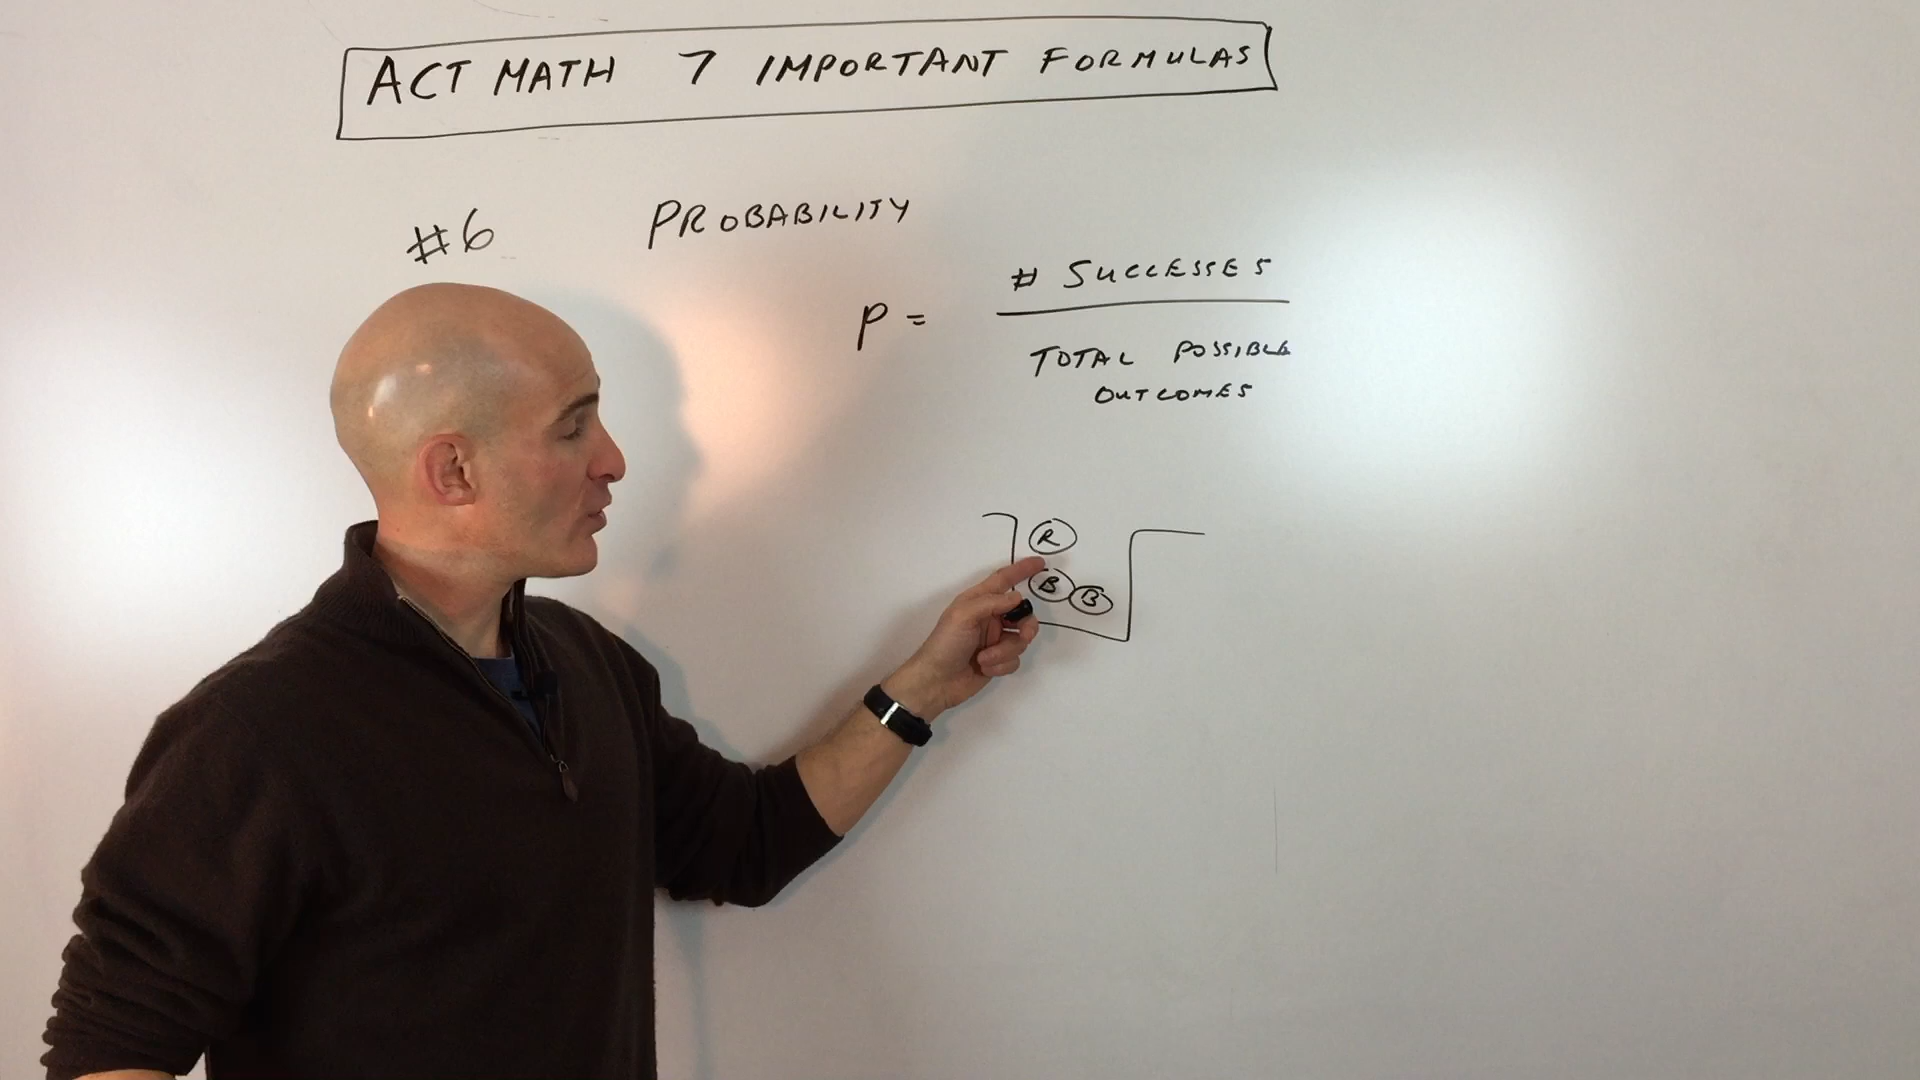 ACT MATH 7 IMPORTANT FORMULAS
#6 PROBABILITY
P = # SUCCESSES
TOTAL POSSIBLE
OUTCOMES
R
B B